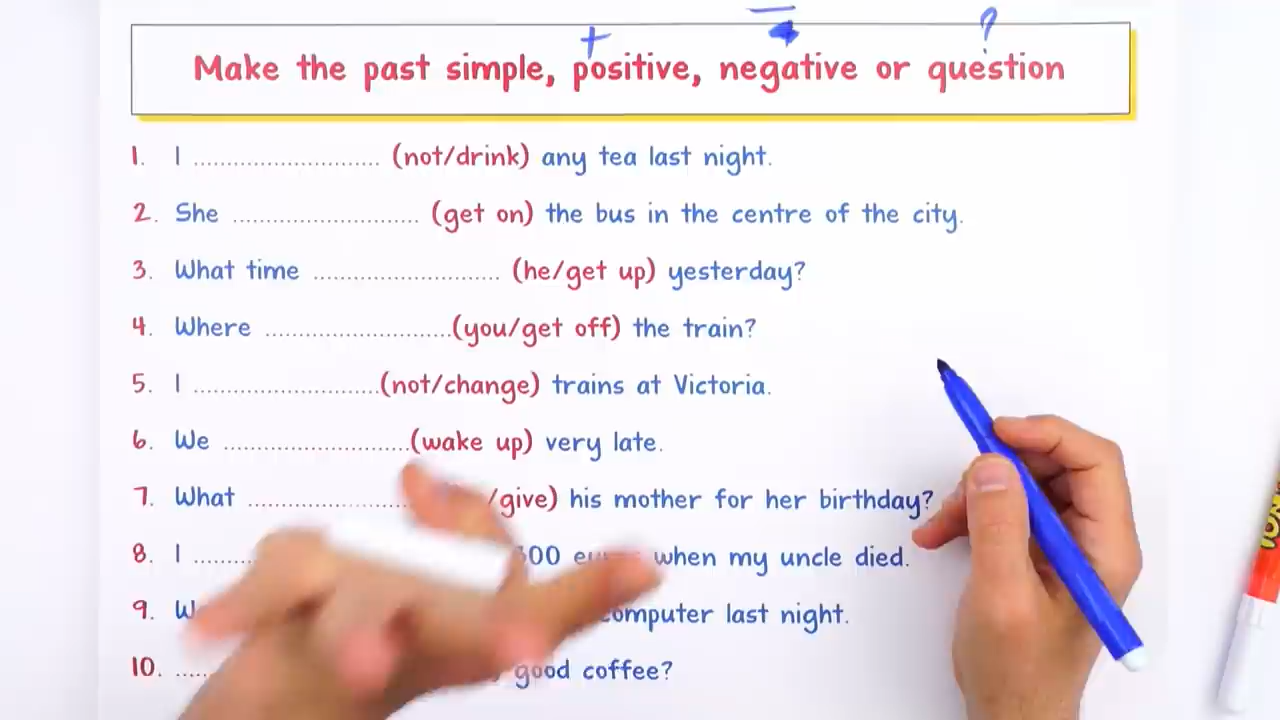 + − ?
Make the past simple, positive, negative or question
1. I ............................ (not/drink) any tea last night.
2. She ............................ (get on) the bus in the centre of the city.
3. What time ............................ (he/get up) yesterday?
4. Where ............................(you/get off) the train?
5. I ............................(not/change) trains at Victoria.
6. We ............................(wake up) very late.
7. What ......................... /give) his mother for her birthday?
8. I .......... 300 when my uncle died.
9. computer last night.
10. ..... good coffee?